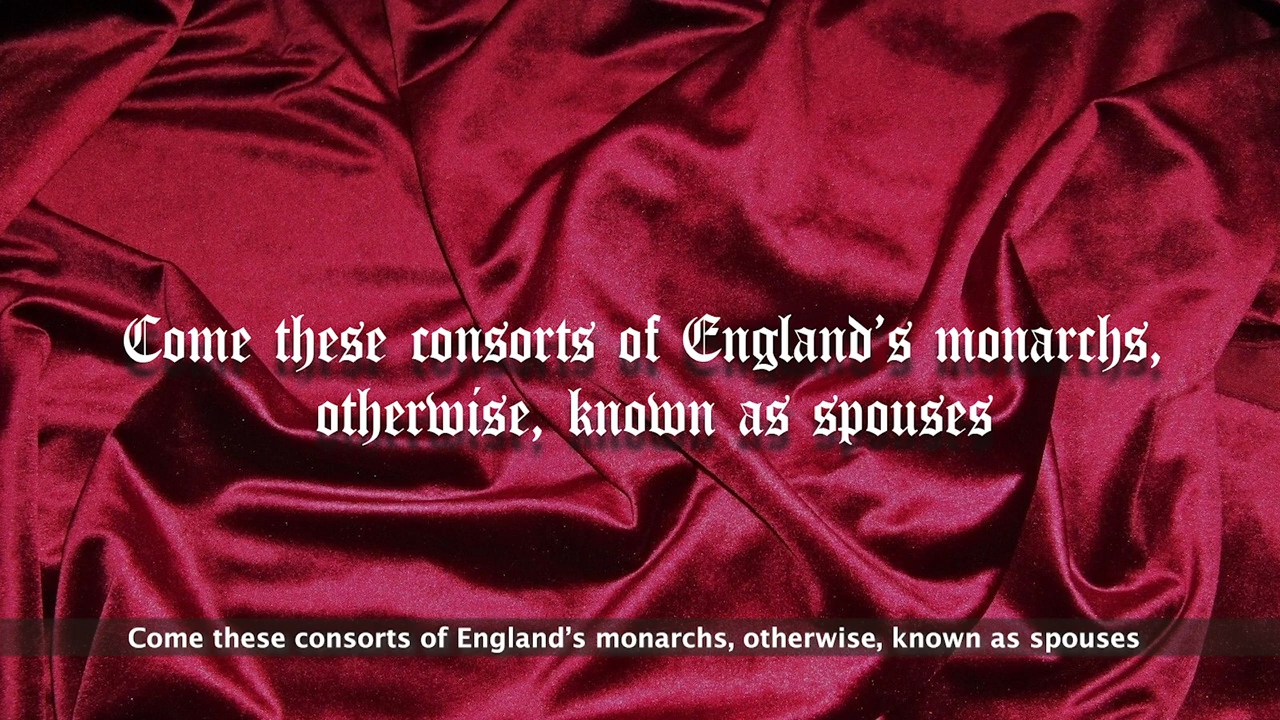 Come these consorts of England's monarchs,
otherwise, known as spouses
Come these consorts of England’s monarchs, otherwise, known as spouses